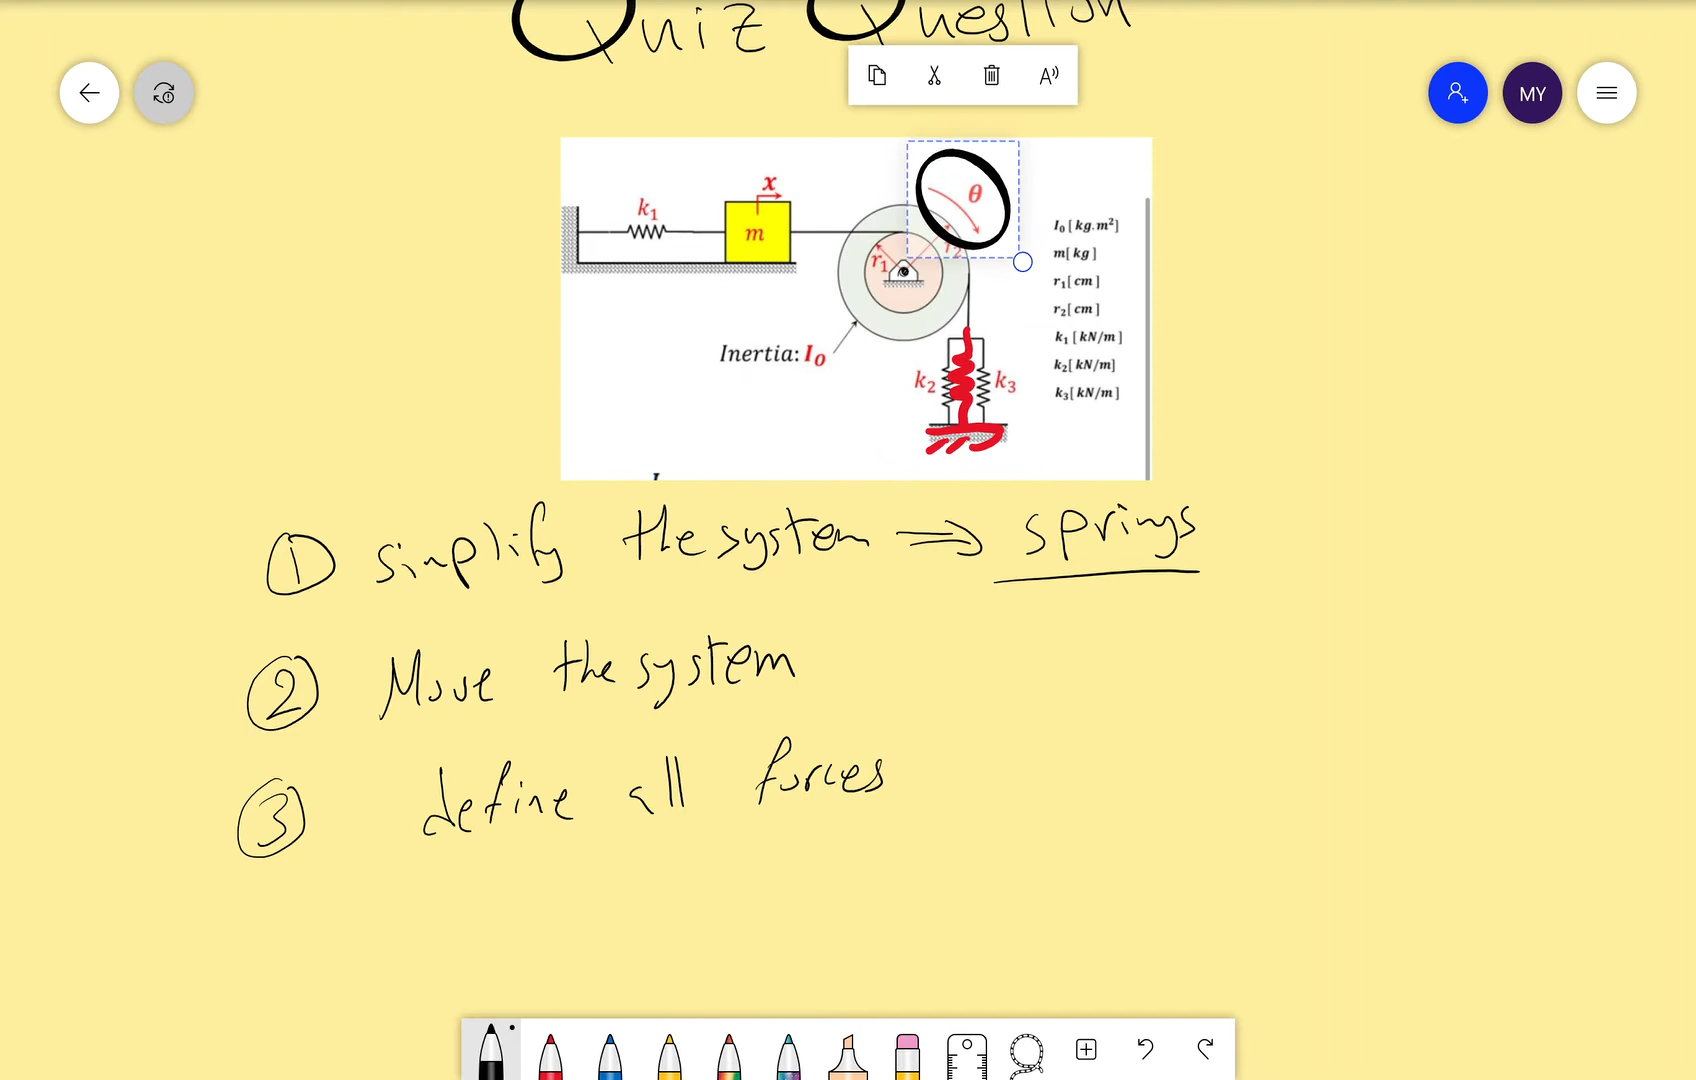 Quiz Question
A
MY
x
k₁
θ
m
r₁
r₂
I₀[kg.m²]
m[kg]
r₁[cm]
r₂[cm]
k₁[kN/m]
k₂[kN/m]
k₃[kN/m]
Inertia: I₀
k₂
k₃
① simplify the system ⇒ springs
② Move the system
③ define all forces